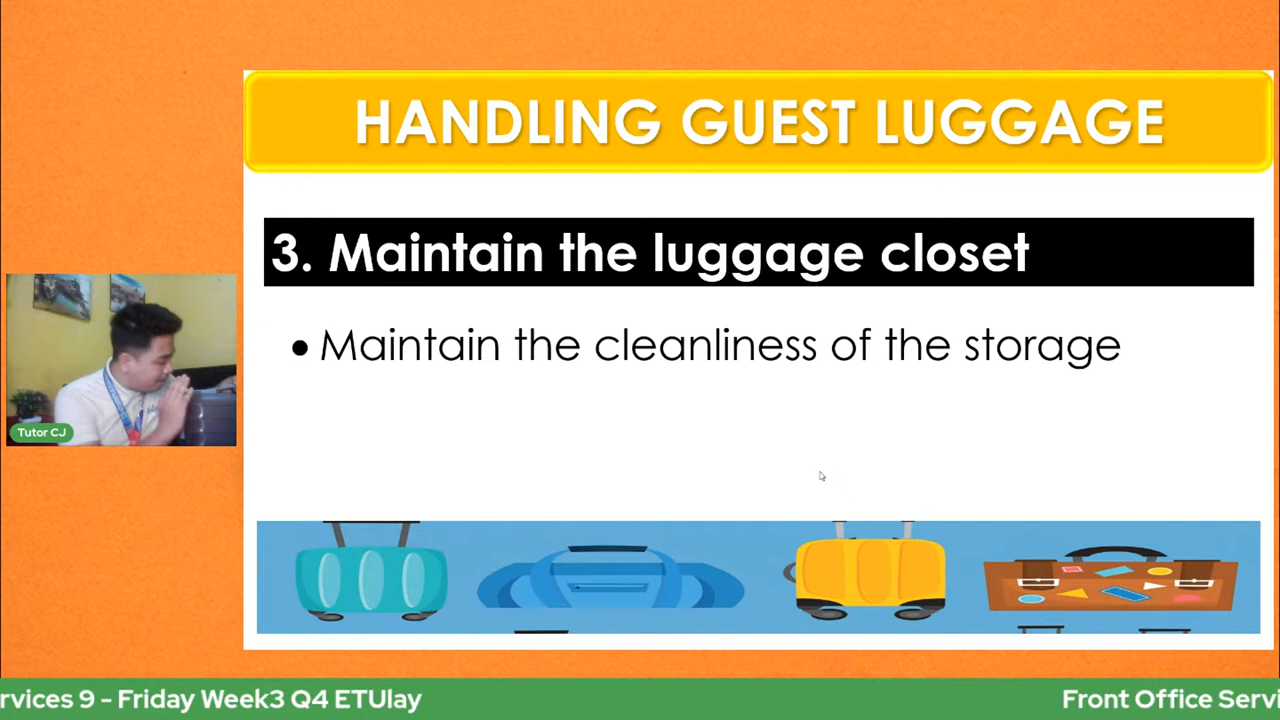 HANDLING GUEST LUGGAGE
3. Maintain the luggage closet
• Maintain the cleanliness of the storage
Tutor CJ
rvices 9 - Friday Week3 Q4 ETUlay
Front Office Servi